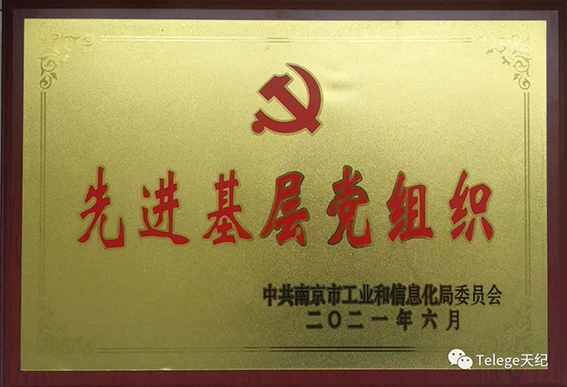 先进基层党组织
中共南京市工业和信息化局委员会
二〇二一年六月
Telege天纪